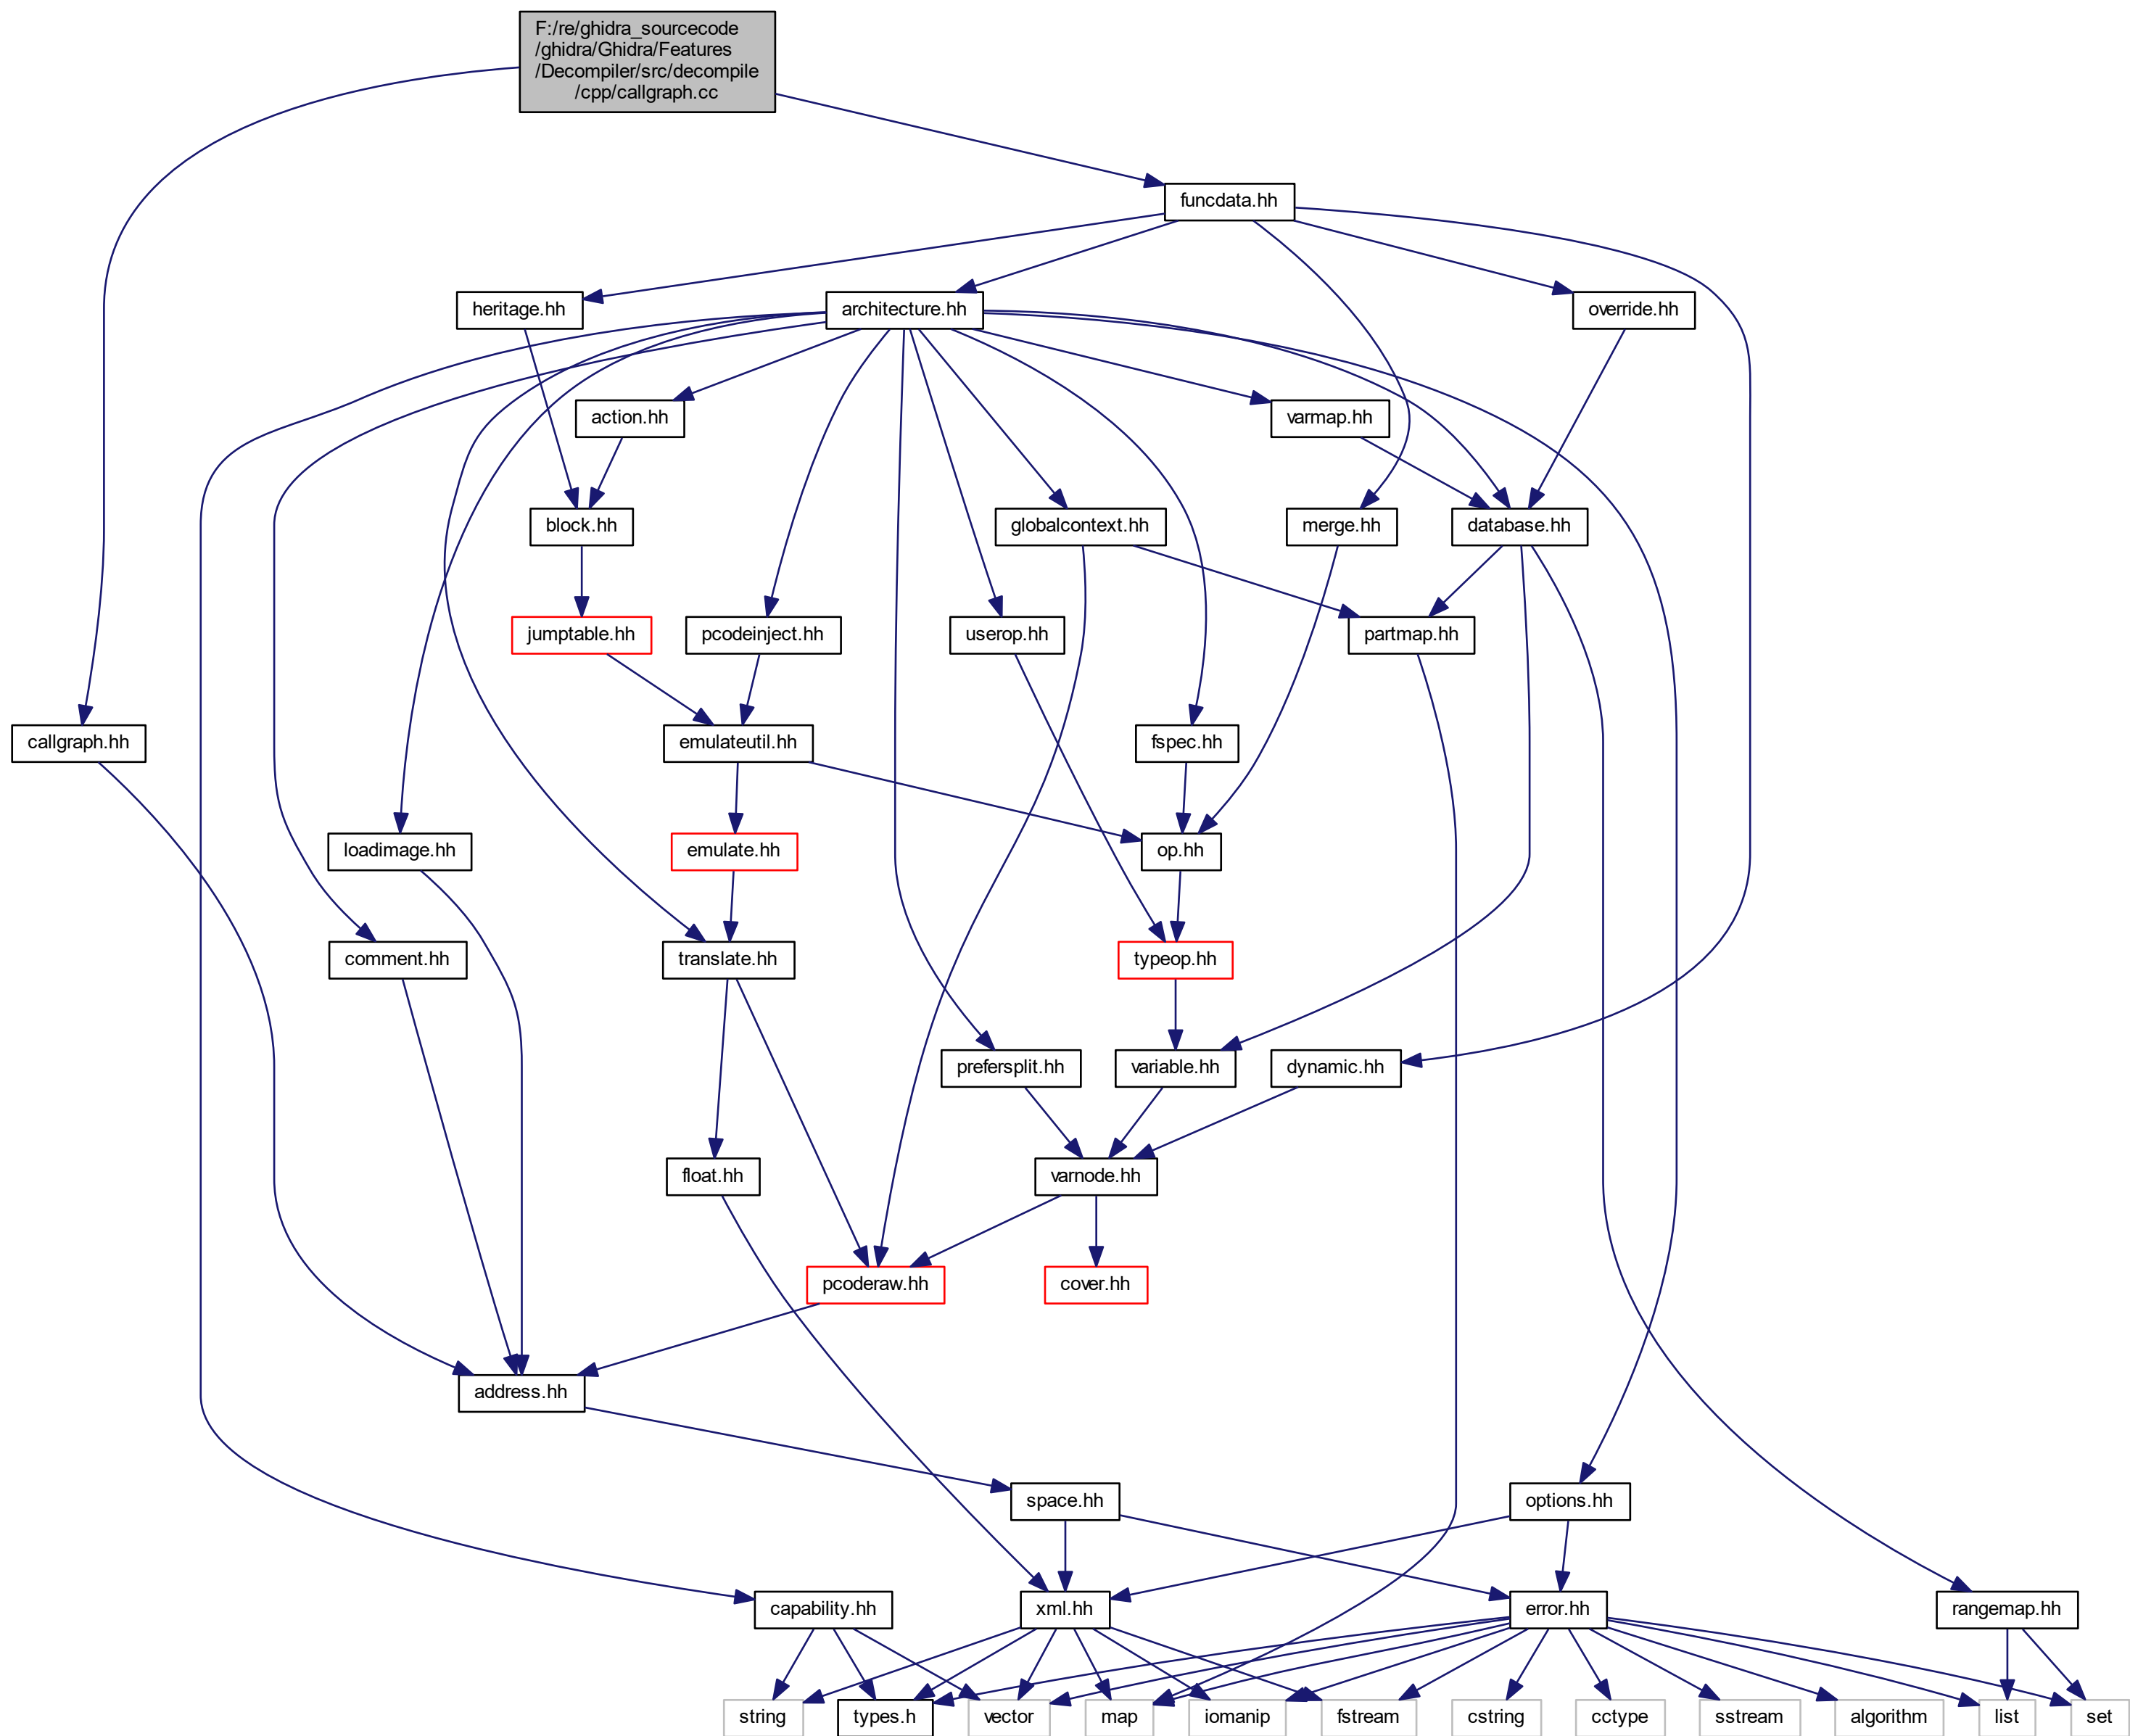 F:/re/ghidra_sourcecode
/ghidra/Ghidra/Features
/Decompiler/src/decompile
/cpp/callgraph.cc
funcdata.hh
heritage.hh
architecture.hh
override.hh
action.hh
varmap.hh
block.hh
globalcontext.hh
merge.hh
database.hh
jumptable.hh
pcodeinject.hh
userop.hh
partmap.hh
callgraph.hh
emulateutil.hh
fspec.hh
loadimage.hh
emulate.hh
op.hh
comment.hh
translate.hh
typeop.hh
prefersplit.hh
variable.hh
dynamic.hh
float.hh
varnode.hh
pcoderaw.hh
cover.hh
address.hh
space.hh
options.hh
capability.hh
xml.hh
error.hh
rangemap.hh
string
types.h
vector
map
iomanip
fstream
cstring
cctype
sstream
algorithm
list
set